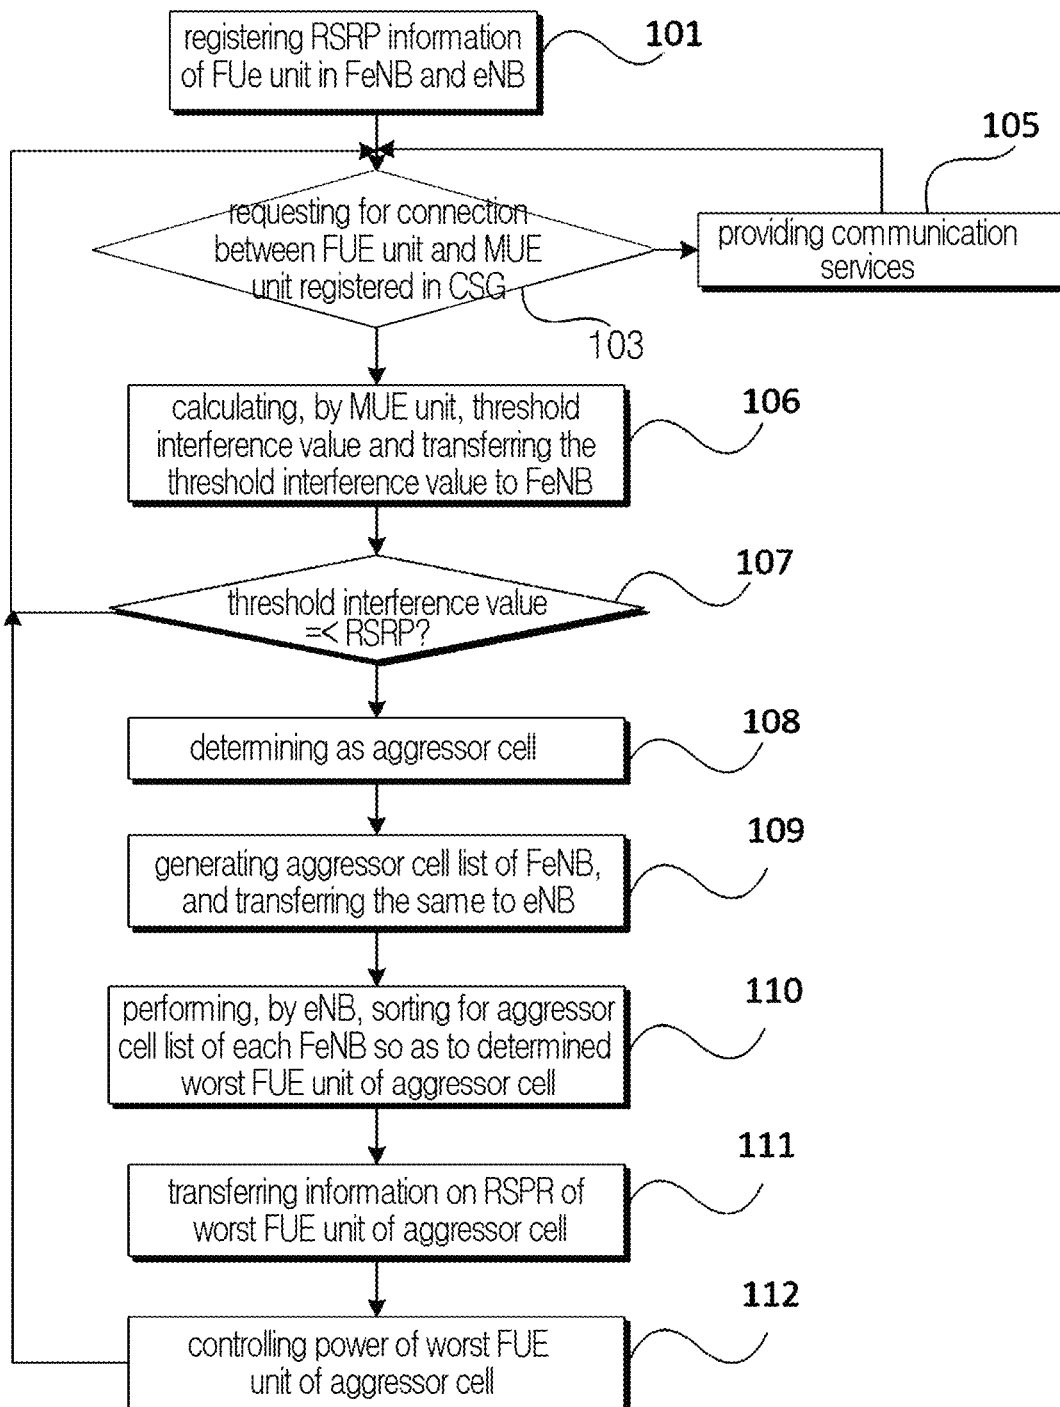 registering RSRP information
of FUe unit in FeNB and eNB
101
105
requesting for connection
between FUE unit and MUE
unit registered in CSG
103
providing communication
services
calculating, by MUE unit, threshold
interference value and transferring the
threshold interference value to FeNB
106
threshold interference value
=< RSRP?
107
determining as aggressor cell
108
generating aggressor cell list of FeNB,
and transferring the same to eNB
109
performing, by eNB, sorting for aggressor
cell list of each FeNB so as to determined
worst FUE unit of aggressor cell
110
transferring information on RSPR of
worst FUE unit of aggressor cell
111
controlling power of worst FUE
unit of aggressor cell
112